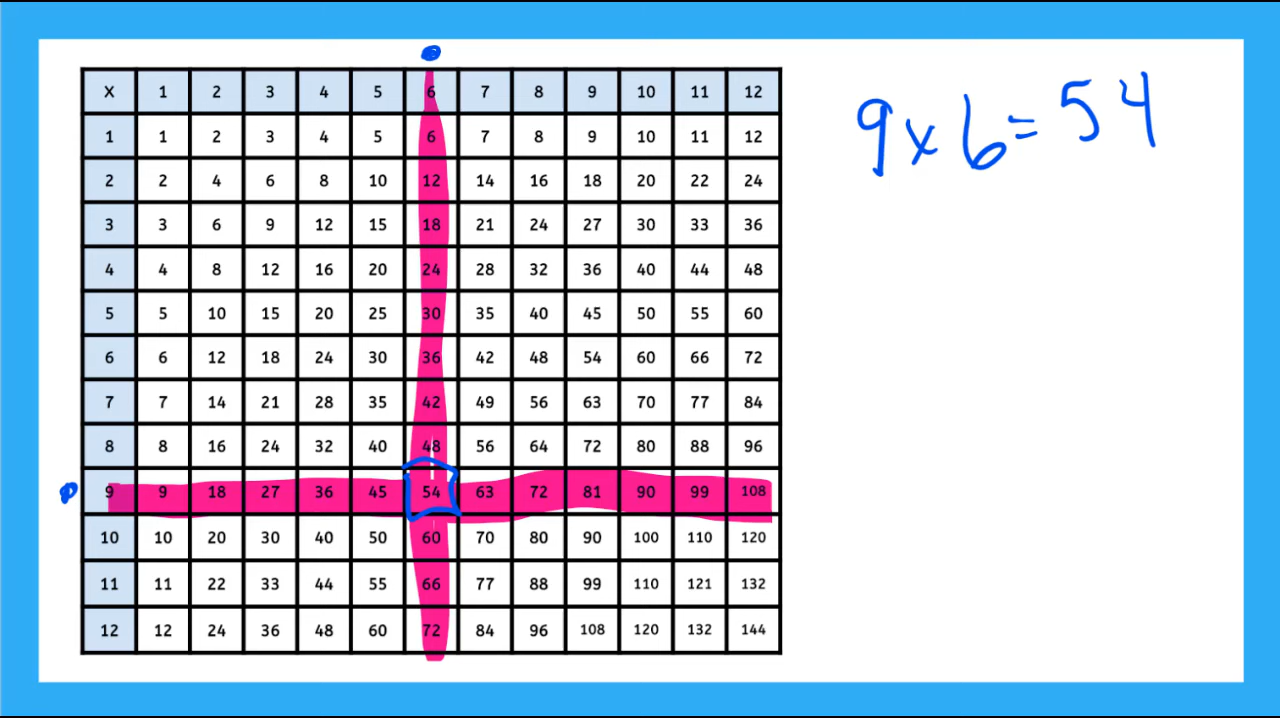 X 1 2 3 4 5 6 7 8 9 10 11 12
1 1 2 3 4 5 6 7 8 9 10 11 12
2 2 4 6 8 10 12 14 16 18 20 22 24
3 3 6 9 12 15 18 21 24 27 30 33 36
4 4 8 12 16 20 24 28 32 36 40 44 48
5 5 10 15 20 25 30 35 40 45 50 55 60
6 6 12 18 24 30 36 42 48 54 60 66 72
7 7 14 21 28 35 42 49 56 63 70 77 84
8 8 16 24 32 40 48 56 64 72 80 88 96
9 9 18 27 36 45 54 63 72 81 90 99 108
10 10 20 30 40 50 60 70 80 90 100 110 120
11 11 22 33 44 55 66 77 88 99 110 121 132
12 12 24 36 48 60 72 84 96 108 120 132 144
9 x 6 = 54